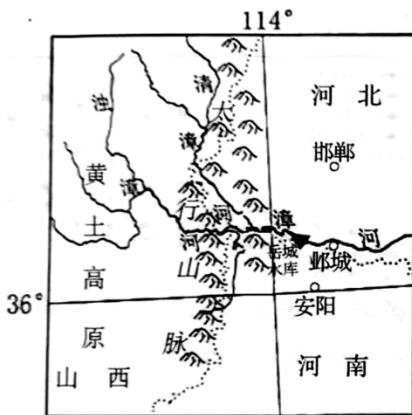 114°
清漳河
浊漳河
太行山脉
河北
邯郸
黄土高原
漳河
岳城
水库
邺城
36°
安阳
山西
河南